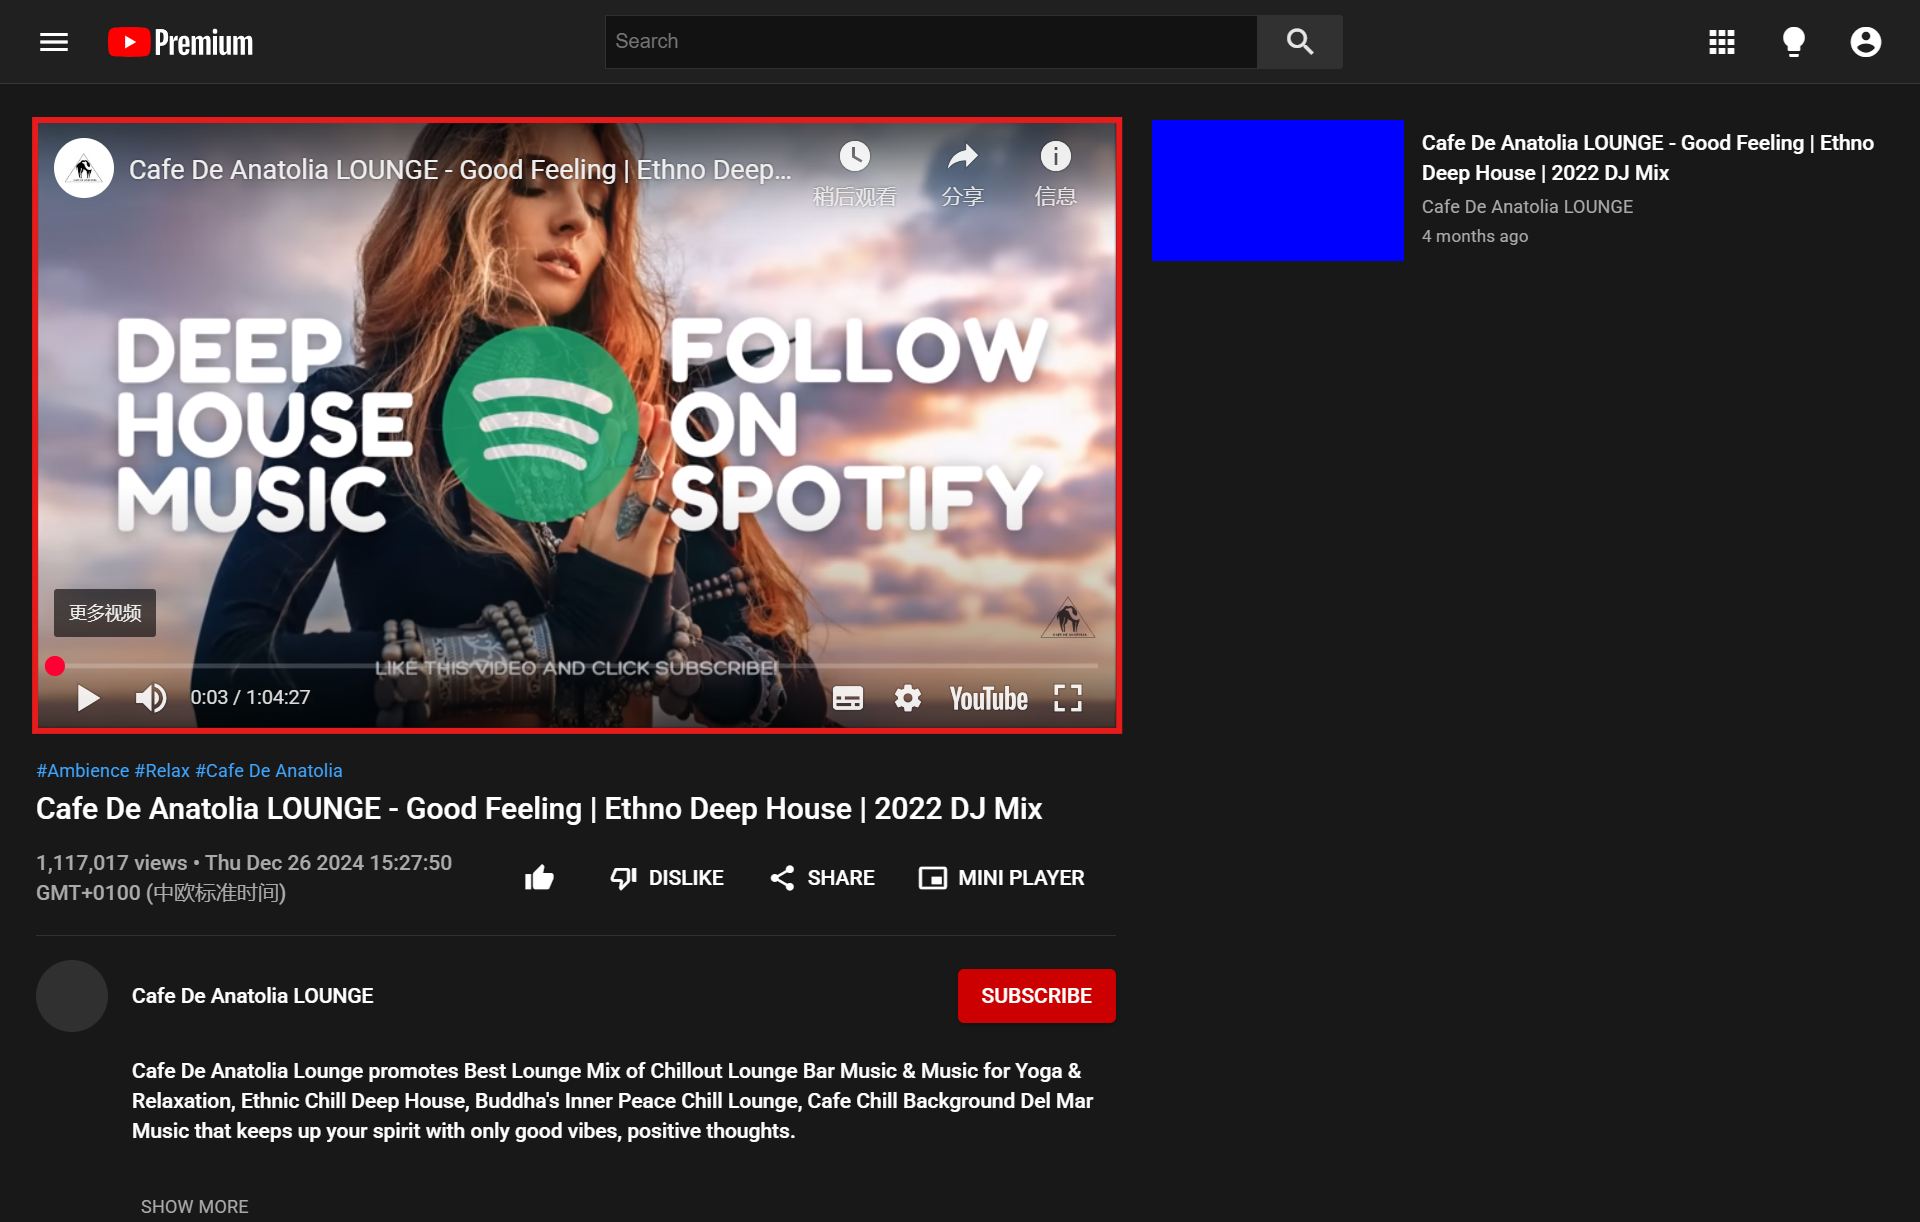 Premium
Search
Cafe De Anatolia LOUNGE - Good Feeling | Ethno Deep...
稍后观看
分享
信息
DEEP
HOUSE
MUSIC
FOLLOW
ON
SPOTIFY
更多视频
LIKE THIS VIDEO AND CLICK SUBSCRIBE!
0:03 / 1:04:27
YouTube
#Ambience #Relax #Cafe De Anatolia
Cafe De Anatolia LOUNGE - Good Feeling | Ethno Deep House | 2022 DJ Mix
1,117,017 views • Thu Dec 26 2024 15:27:50
GMT+0100 (中欧标准时间)
DISLIKE
SHARE
MINI PLAYER
Cafe De Anatolia LOUNGE
SUBSCRIBE
Cafe De Anatolia Lounge promotes Best Lounge Mix of Chillout Lounge Bar Music & Music for Yoga &
Relaxation, Ethnic Chill Deep House, Buddha's Inner Peace Chill Lounge, Cafe Chill Background Del Mar
Music that keeps up your spirit with only good vibes, positive thoughts.
SHOW MORE
Cafe De Anatolia LOUNGE - Good Feeling | Ethno
Deep House | 2022 DJ Mix
Cafe De Anatolia LOUNGE
4 months ago